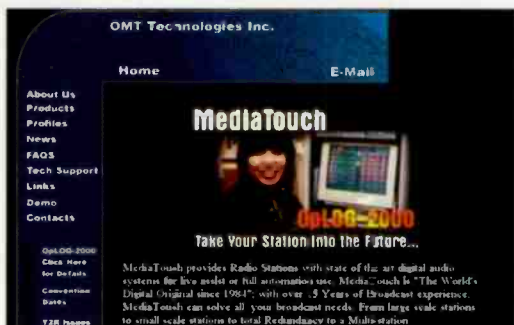 OMT Technologies Inc.
Home E-Mail
About Us
Products
Profiles
News
FAQS
Tech Support
Links
Demo
Contacts
MediaTouch
OpLOG-2000
Take Your Station Into the Future...
OpLOG-2000
Click Here
for Details
Convention
Dates
Y2K Issues
MediaTouch provides Radio Stations with state of the art digital audio
systems for live assist or full automation use. MediaTouch is "The World's
Digital Original since 1984"; with over 15 Years of Broadcast experience.
MediaTouch can solve all your broadcast needs. From large scale stations
to small scale stations to total Redundancy to a Multi-station